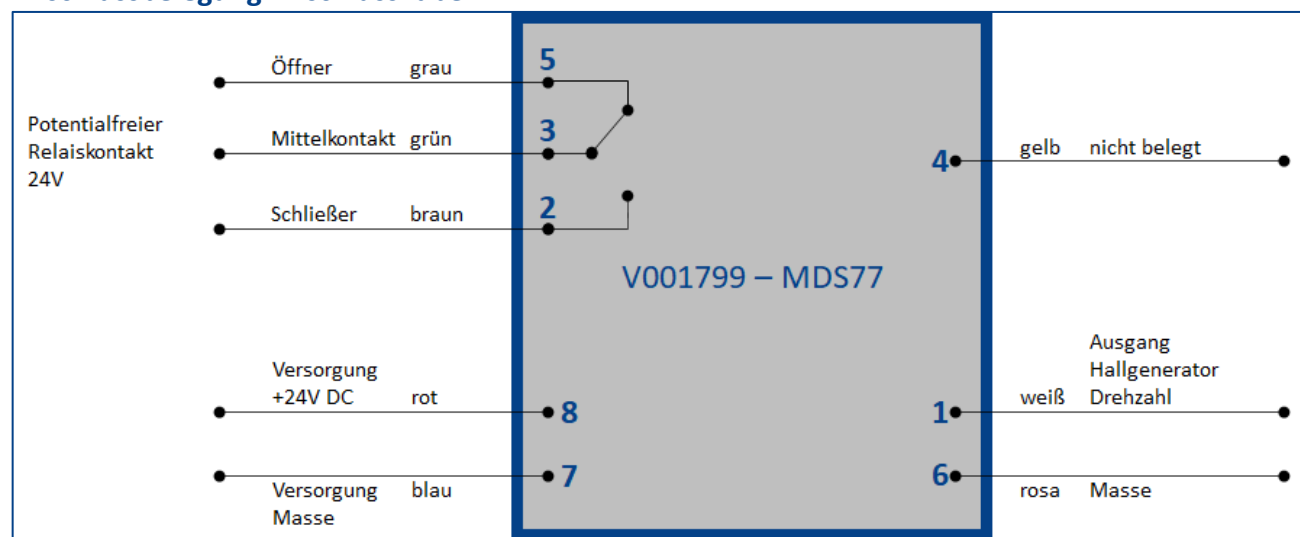 Öffner grau 5
Potentialfreier
Relaiskontakt
24V
Mittelkontakt grün 3
4 gelb nicht belegt
Schließer braun 2
V001799 – MDS77
Versorgung
+24V DC rot 8
Ausgang
Hallgenerator
1 weiß Drehzahl
Versorgung blau 7
Masse
6 rosa Masse